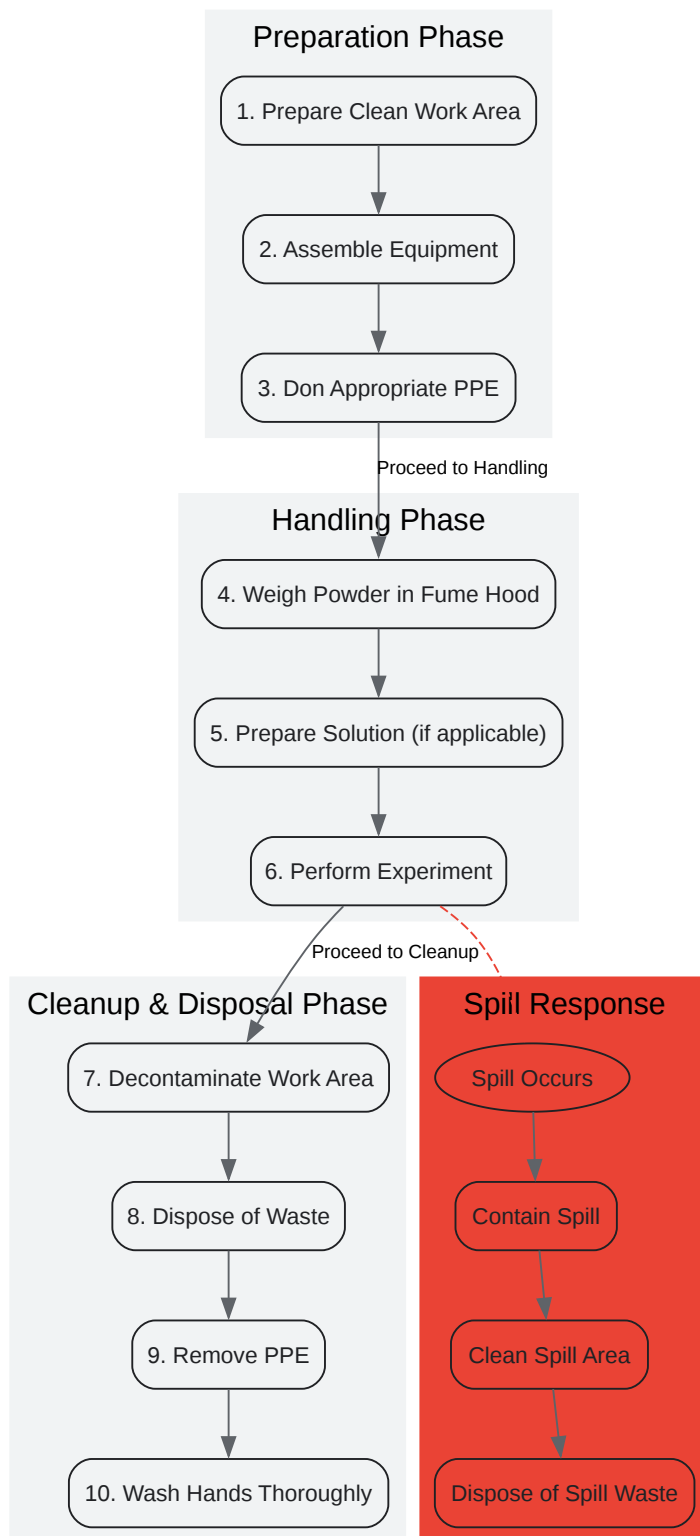 Preparation Phase
1. Prepare Clean Work Area
2. Assemble Equipment
3. Don Appropriate PPE
Proceed to Handling
Handling Phase
4. Weigh Powder in Fume Hood
5. Prepare Solution (if applicable)
6. Perform Experiment
Proceed to Cleanup
Cleanup & Disposal Phase
7. Decontaminate Work Area
8. Dispose of Waste
9. Remove PPE
10. Wash Hands Thoroughly
Spill Response
Spill Occurs
Contain Spill
Clean Spill Area
Dispose of Spill Waste